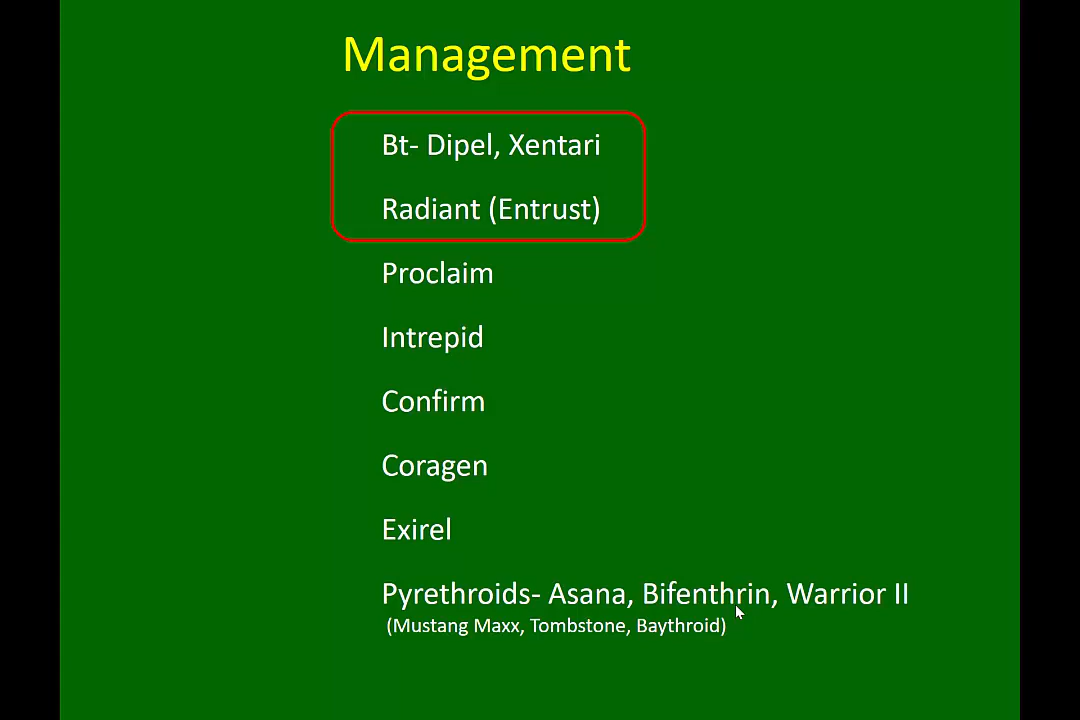 Management
Bt- Dipel, Xentari
Radiant (Entrust)
Proclaim
Intrepid
Confirm
Coragen
Exirel
Pyrethroids- Asana, Bifenthrin, Warrior II
(Mustang Maxx, Tombstone, Baythroid)